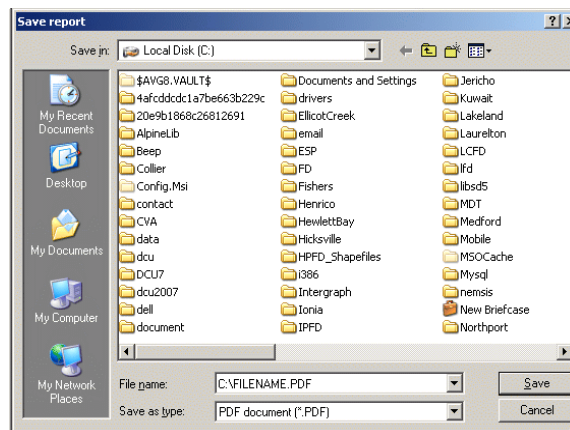 Save report
Save in:
Local Disk (C:)
My Recent
Documents
Desktop
My Documents
My Computer
My Network
Places
$AVG8.VAULT$
4afcddcdc1a7be663b229c
20e9b1868c26812691
AlpineLib
Beep
Collier
Config.Msi
contact
CVA
data
dcu
DCU7
dcu2007
dell
document
Documents and Settings
drivers
EllicotCreek
email
ESP
FD
Fishers
Henrico
HewlettBay
Hicksville
HPFD_Shapefiles
i386
Intergraph
Ionia
IPFD
Jericho
Kuwait
Lakeland
Laurelton
LCFD
lfd
libsd5
MDT
Medford
Mobile
MSOCache
Mysql
nemsis
New Briefcase
Northport
File name:
C:\FILENAME.PDF
Save
Save as type:
PDF document (*.PDF)
Cancel